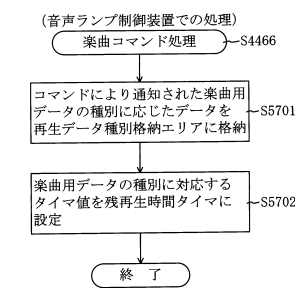 (音声ランプ制御装置での処理)
楽曲コマンド処理
S4466
コマンドにより通知された楽曲用
データの種別に応じたデータを
再生データ種別格納エリアに格納
S5701
楽曲用データの種別に対応する
タイマ値を残再生時間タイマに
設定
S5702
終 了